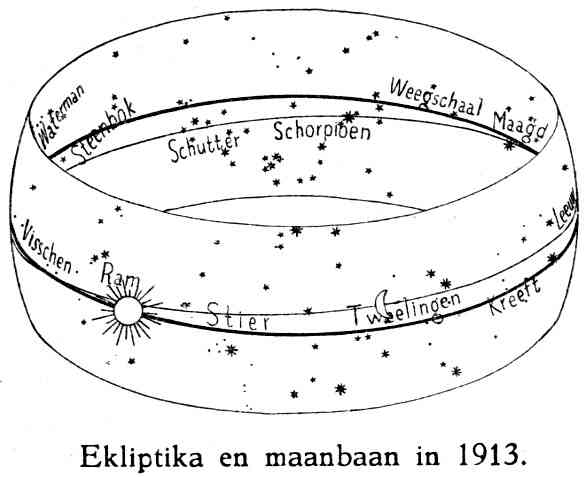 Waterman
Steenbok
Schutter
Schorpioen
Weegschaal
Maagd
Leeuw
Visschen
Ram
Stier
Tweelingen
Kreeft
Ekliptika en maanbaan in 1913.